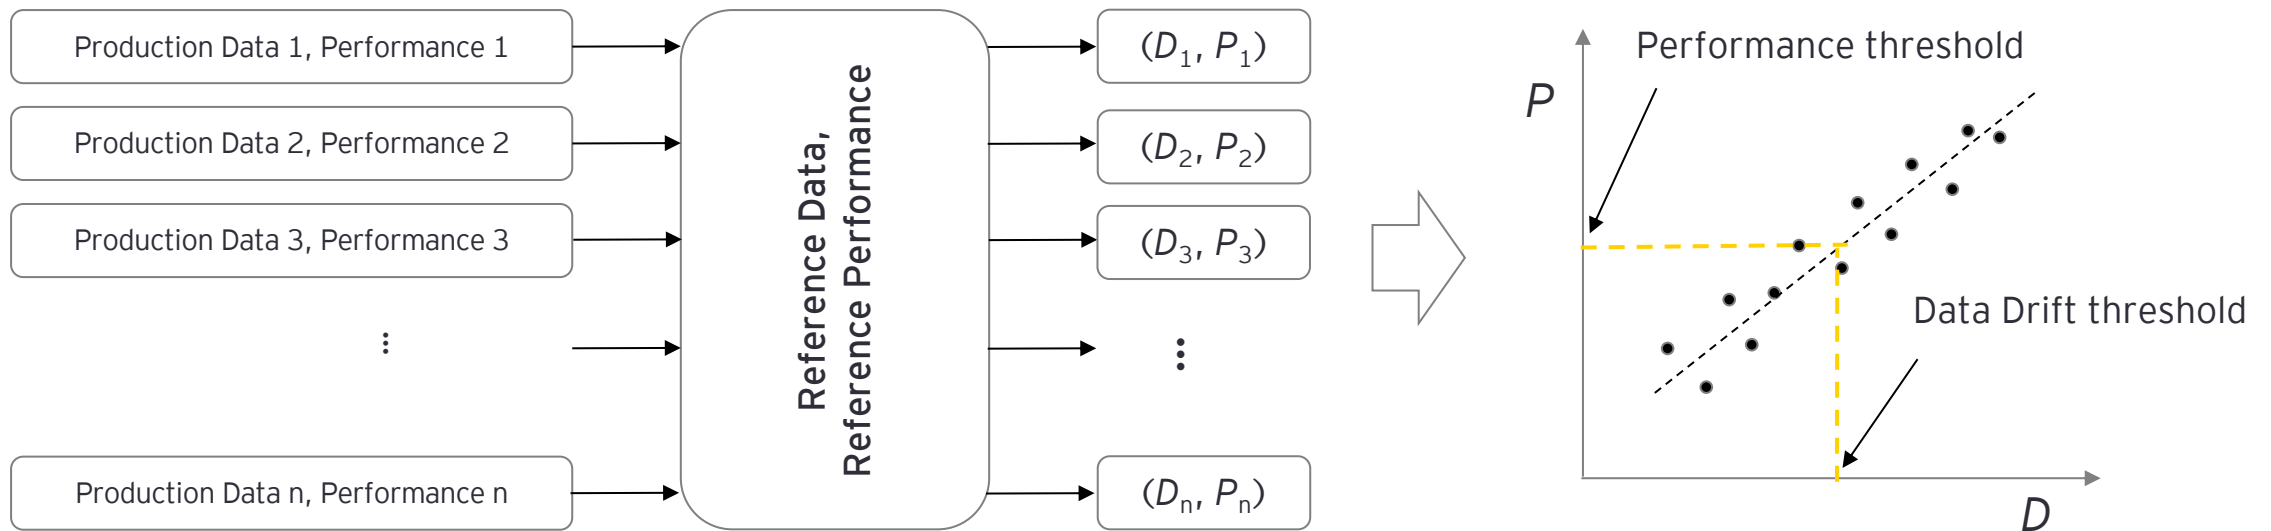 Production Data 1, Performance 1
Production Data 2, Performance 2
Production Data 3, Performance 3
⋮
Production Data n, Performance n
Reference Data,
Reference Performance
(D₁, P₁)
(D₂, P₂)
(D₃, P₃)
⋮
(Dₙ, Pₙ)
Performance threshold
P
Data Drift threshold
D